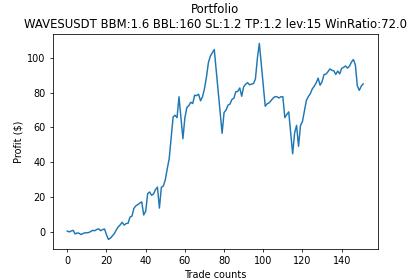 Portfolio
WAVESUSDT BBM:1.6 BBL:160 SL:1.2 TP:1.2 lev:15 WinRatio:72.0
100
80
60
40
20
0
Profit ($)
0 20 40 60 80 100 120 140
Trade counts